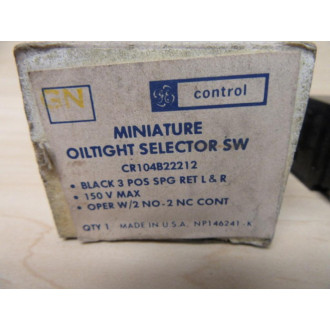 GN
control
MINIATURE
OILTIGHT SELECTOR SW
CR104B22212
• BLACK 3 POS SPG RET L & R
• 150 V MAX
• OPER W/2 NO-2 NC CONT
QTY 1 MADE IN U.S.A. NP146241-K